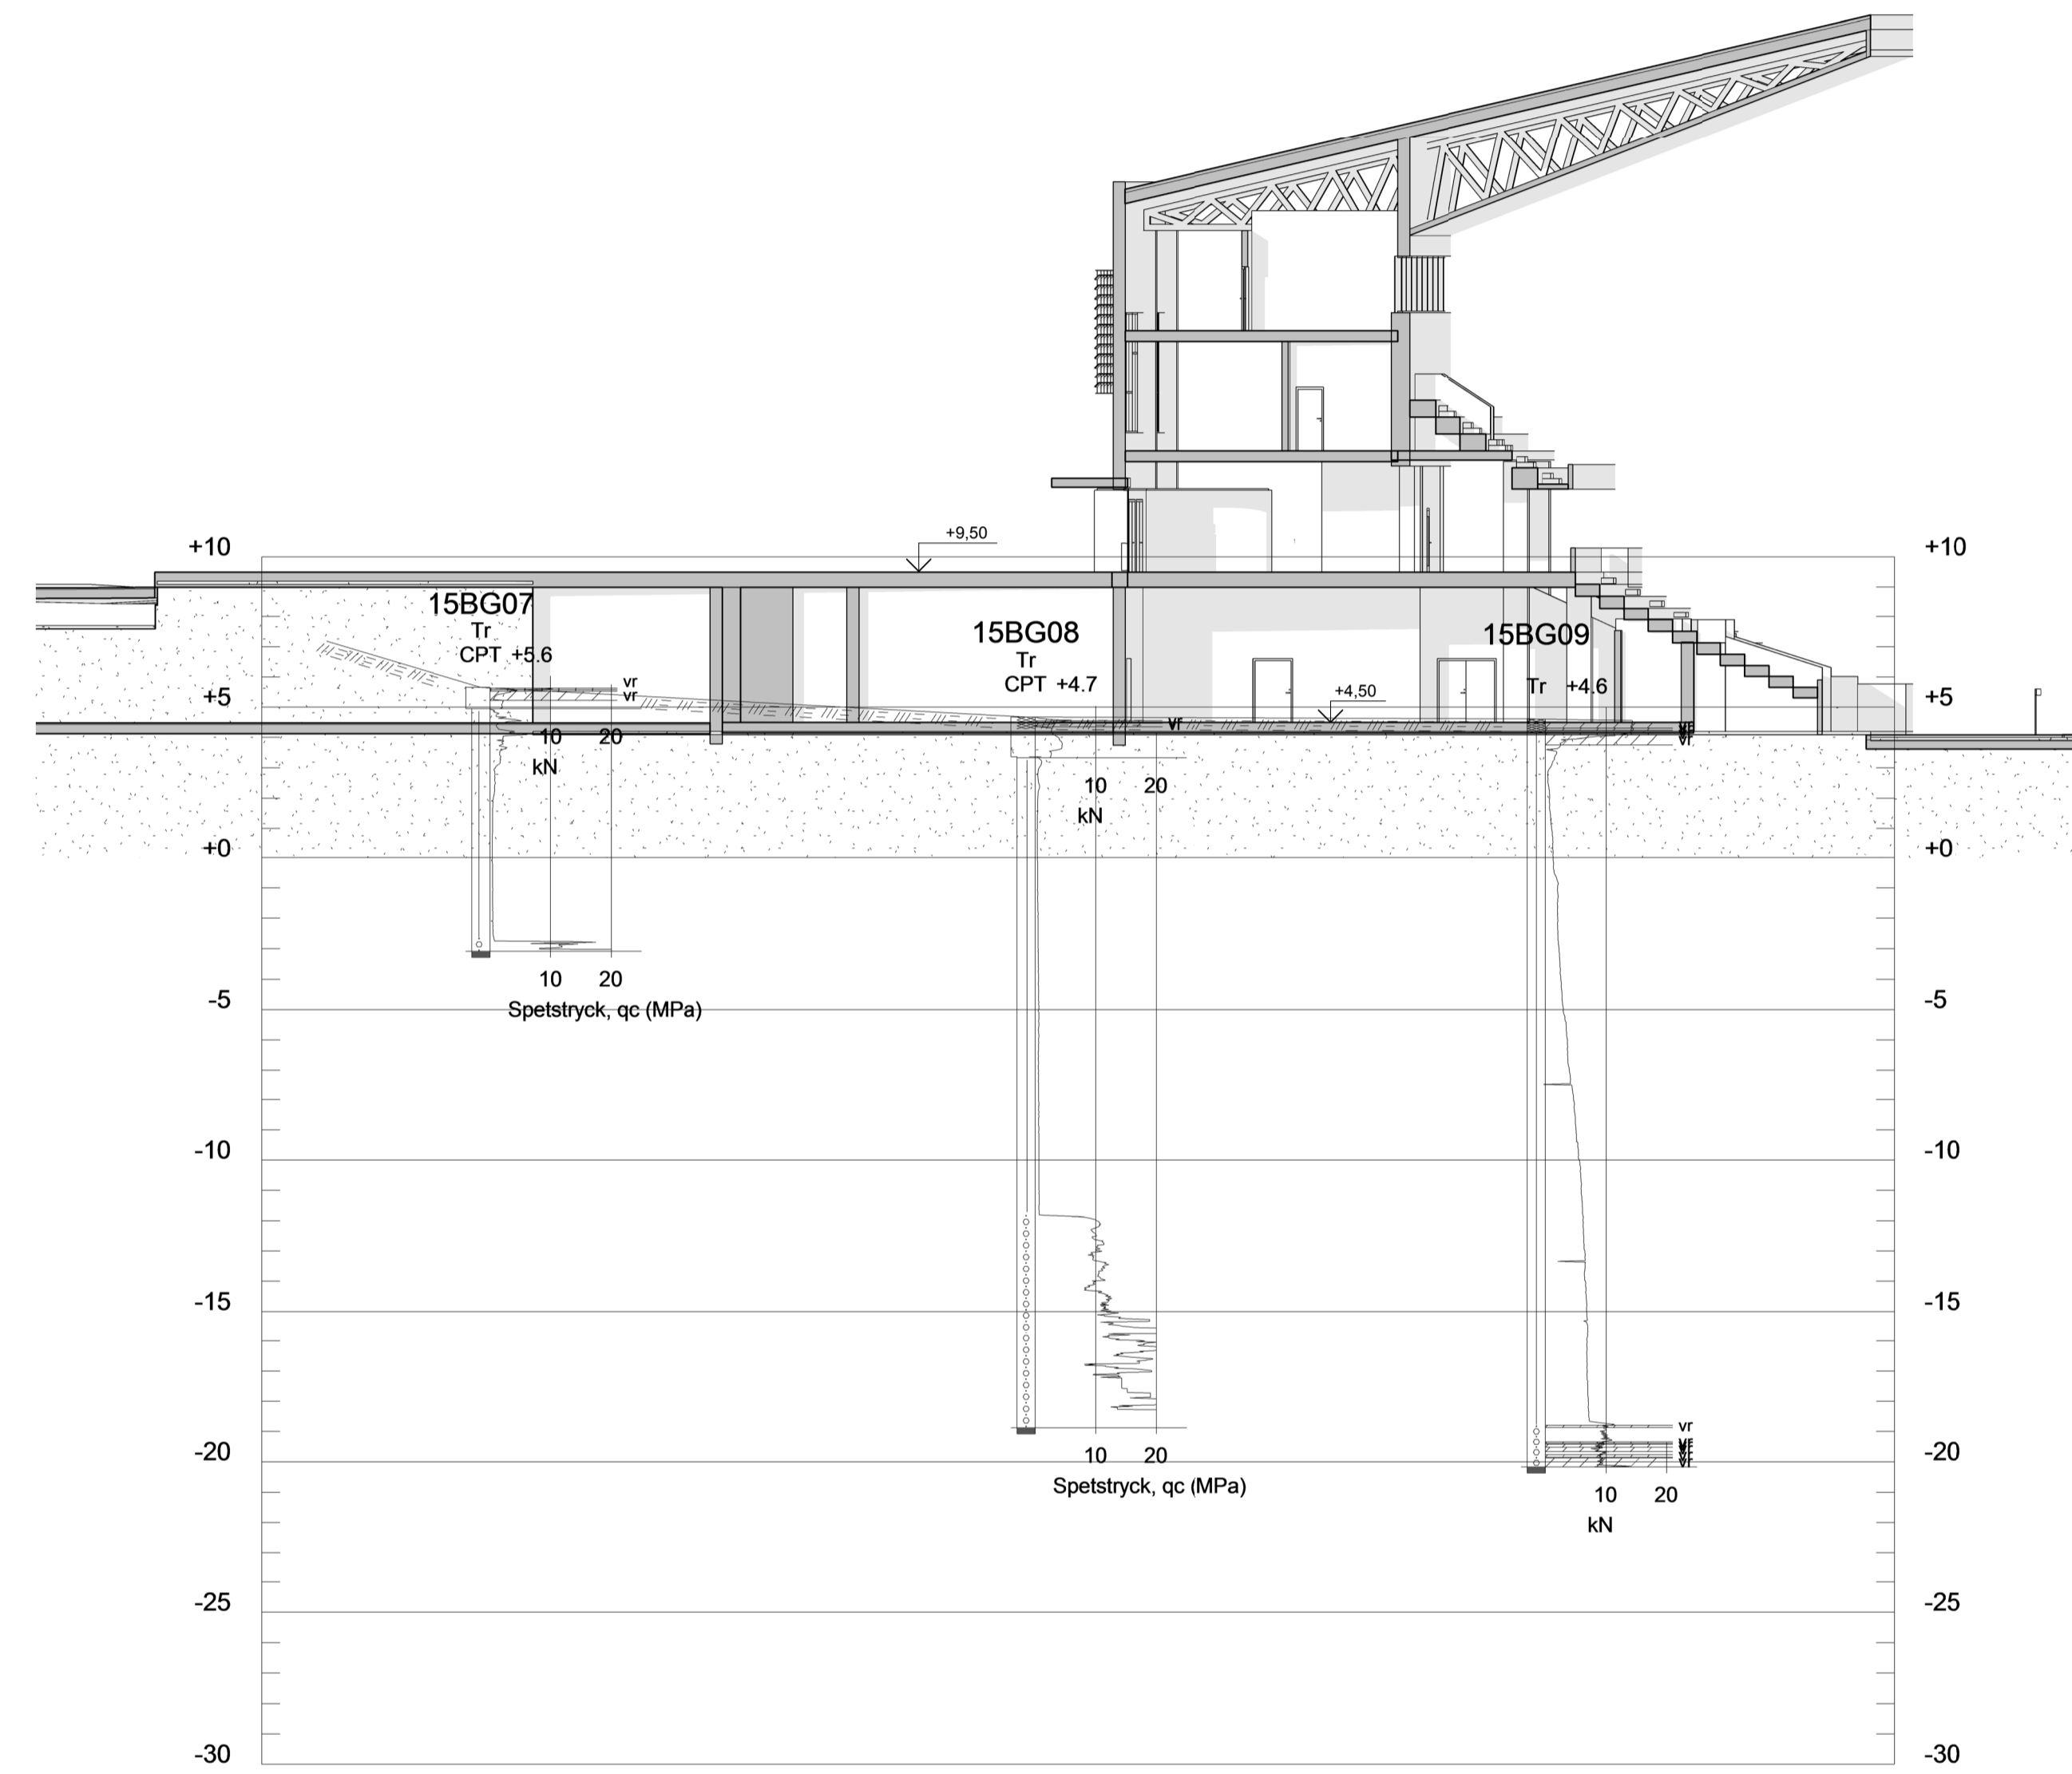 +9,50
+10
+10
15BG07
Tr
CPT +5.6
15BG08
Tr
CPT +4.7
15BG09
Tr +4.6
vr
vr
+5
+4,50
+5
vr
vr
10 20
kN
10 20
kN
+0
+0
10 20
-5
Spetstryck, qc (MPa)
-5
-10
-10
-15
-15
vr
-20
10 20
vr
-20
Spetstryck, qc (MPa)
10 20
kN
-25
-25
-30
-30